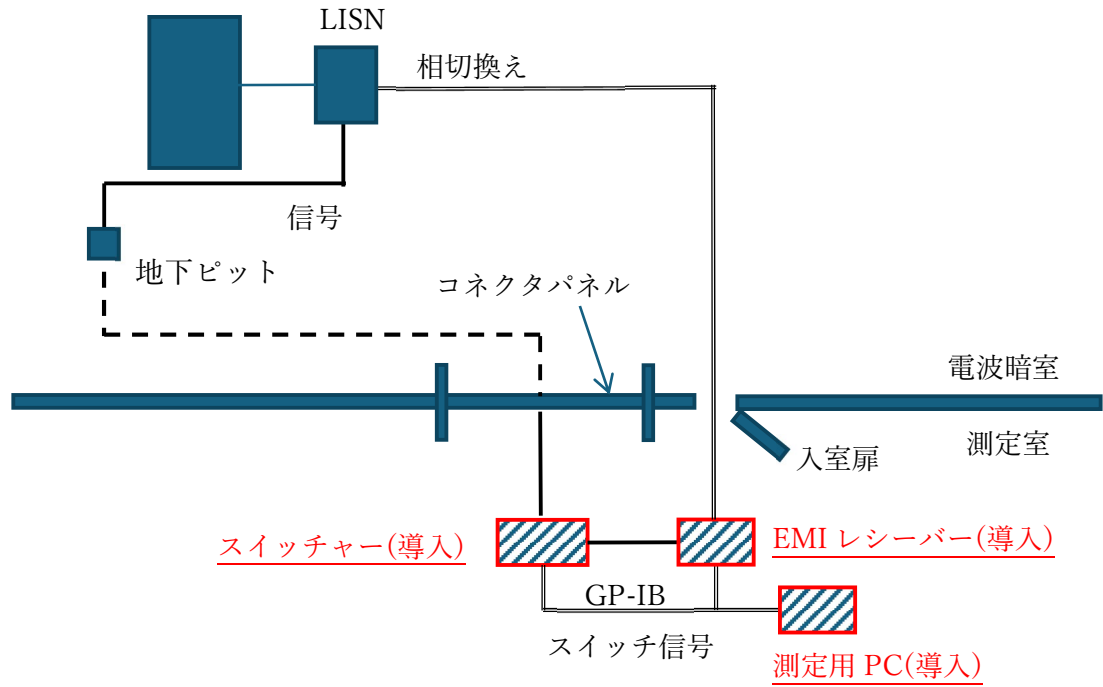 LISN
相切換え
信号
地下ピット
コネクタパネル
電波暗室
測定室
入室扉
スイッチャー(導入)
EMI レシーバー(導入)
GP-IB
スイッチ信号
測定用 PC(導入)